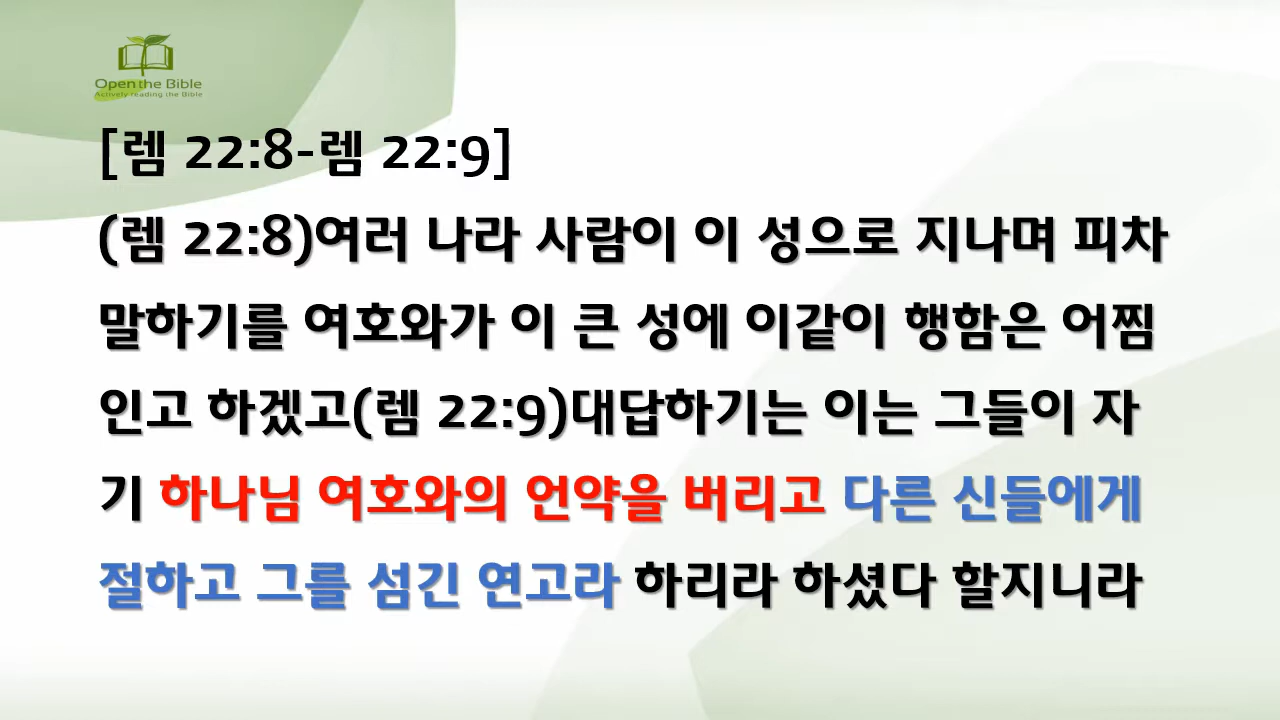 Open the Bible
Actively reading the Bible
[렘 22:8-렘 22:9]
(렘 22:8)여러 나라 사람이 이 성으로 지나며 피차
말하기를 여호와가 이 큰 성에 이같이 행함은 어찜
인고 하겠고(렘 22:9)대답하기는 이는 그들이 자
기 하나님 여호와의 언약을 버리고 다른 신들에게
절하고 그를 섬긴 연고라 하리라 하셨다 할지니라